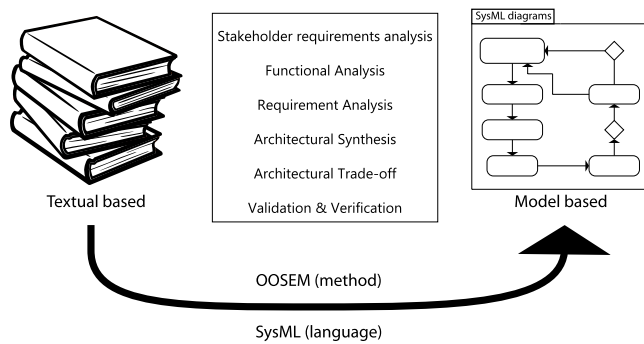 SysML diagrams
Stakeholder requirements analysis
Functional Analysis
Requirement Analysis
Architectural Synthesis
Architectural Trade-off
Validation & Verification
Textual based
Model based
OOSEM (method)
SysML (language)